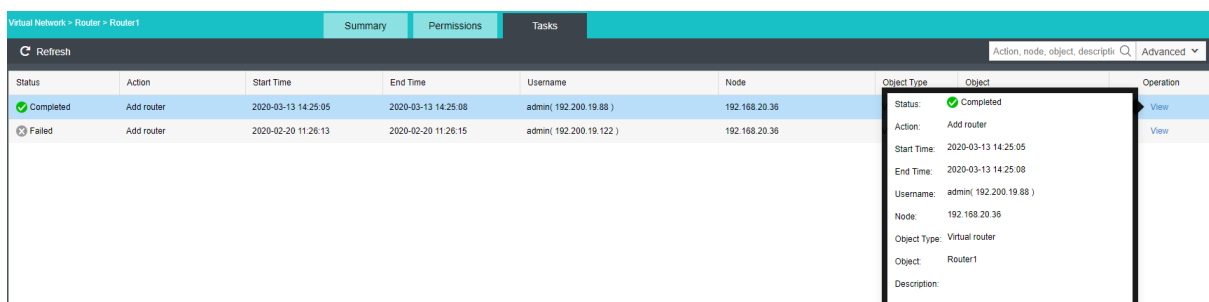 Virtual Network > Router > Router1
Summary Permissions Tasks
Refresh
Action, node, object, descriptic Advanced
Status Action Start Time End Time Username Node Object Type Object Operation
Completed Add router 2020-03-13 14:25:05 2020-03-13 14:25:08 admin( 192.200.19.88 ) 192.168.20.36 View
Failed Add router 2020-02-20 11:26:13 2020-02-20 11:26:15 admin( 192.200.19.122 ) 192.168.20.36 View
Status: Completed
Action: Add router
Start Time: 2020-03-13 14:25:05
End Time: 2020-03-13 14:25:08
Username: admin( 192.200.19.88 )
Node: 192.168.20.36
Object Type: Virtual router
Object: Router1
Description: